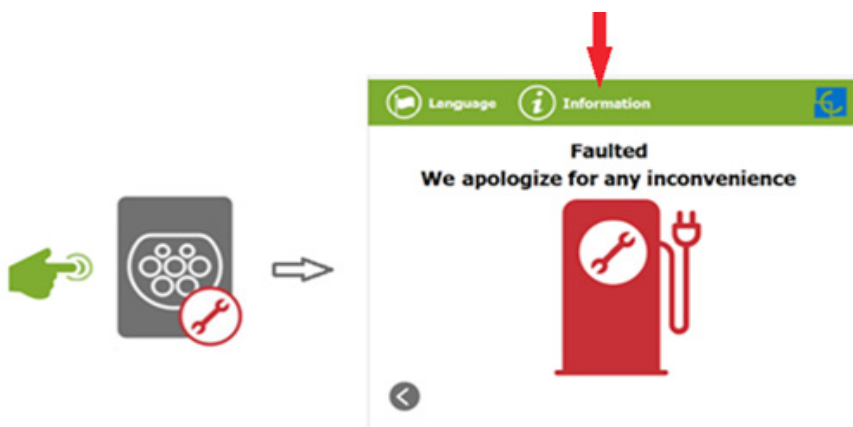 Language
Information
Faulted
We apologize for any inconvenience